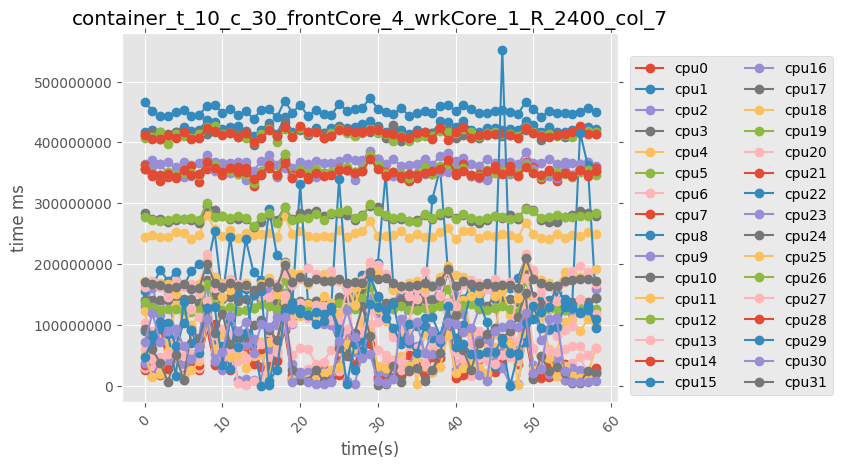 container_t_10_c_30_frontCore_4_wrkCore_1_R_2400_col_7
time ms
500000000
400000000
300000000
200000000
100000000
0
0
10
20
30
40
50
60
time(s)
cpu0
cpu1
cpu2
cpu3
cpu4
cpu5
cpu6
cpu7
cpu8
cpu9
cpu10
cpu11
cpu12
cpu13
cpu14
cpu15
cpu16
cpu17
cpu18
cpu19
cpu20
cpu21
cpu22
cpu23
cpu24
cpu25
cpu26
cpu27
cpu28
cpu29
cpu30
cpu31